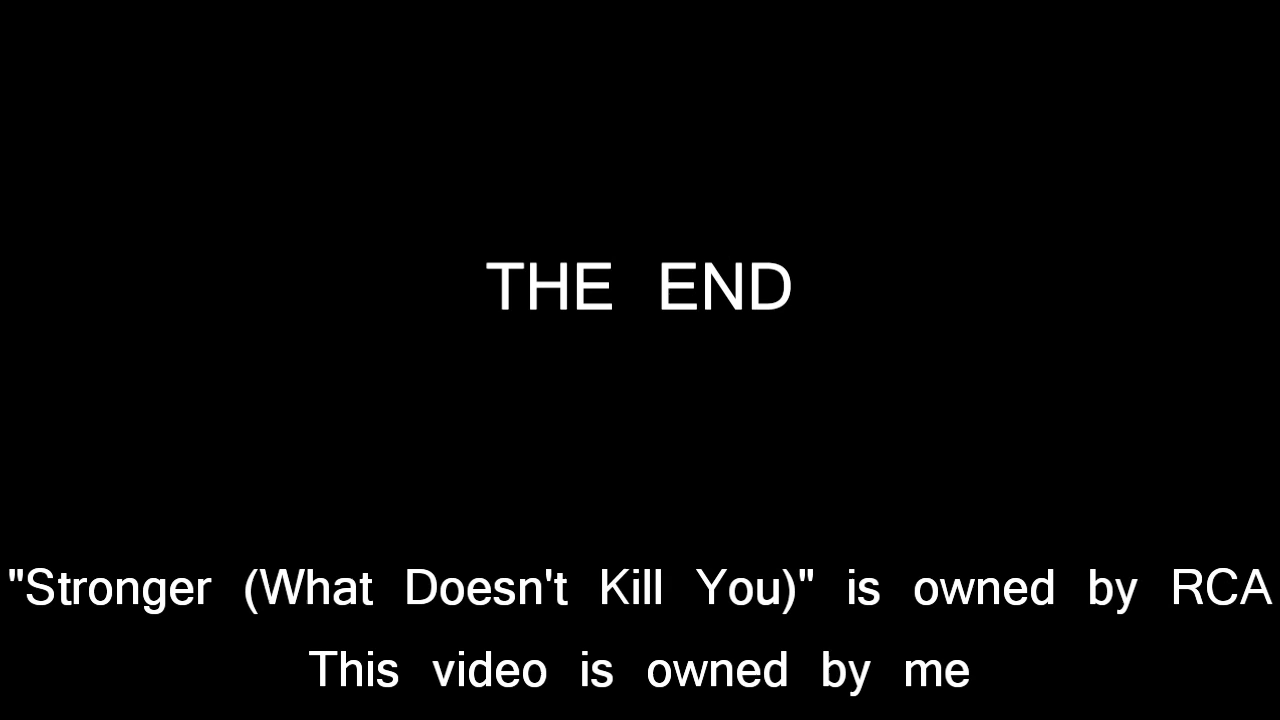 THE END
"Stronger (What Doesn't Kill You)" is owned by RCA
This video is owned by me